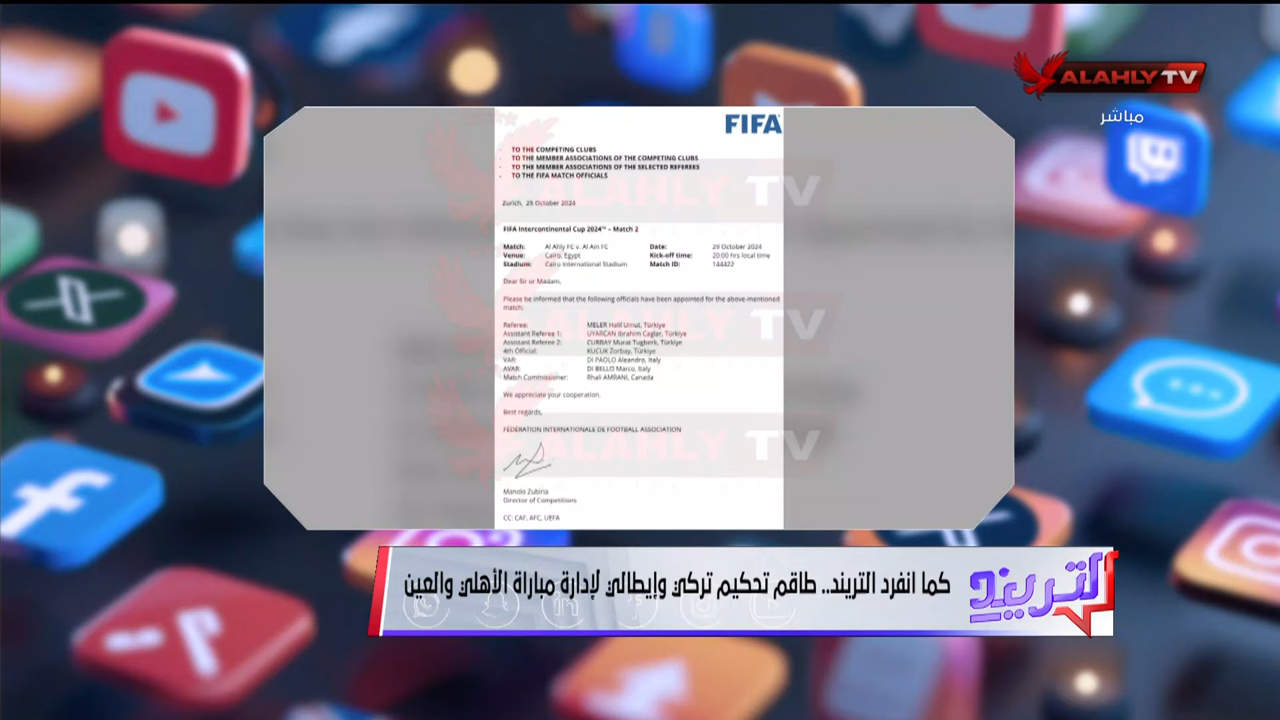 ALAHLY TV
مباشر
FIFA
- TO THE COMPETING CLUBS
- TO THE MEMBER ASSOCIATIONS OF THE COMPETING CLUBS
- TO THE MEMBER ASSOCIATIONS OF THE SELECTED REFEREES
- TO THE FIFA MATCH OFFICIALS
Zurich, 25 October 2024
FIFA Intercontinental Cup 2024™ – Match 2
Match: Al Ahly FC v. Al Ain FC Date: 29 October 2024
Venue: Cairo, Egypt Kick-off time: 20:00 hrs local time
Stadium: Cairo International Stadium Match ID: 144422
Dear Sir or Madam,
Please be informed that the following officials have been appointed for the above-mentioned
match:
Referee: MELER Halil Umut, Türkiye
Assistant Referee 1: UYARCAN Ibrahim Caglar, Türkiye
Assistant Referee 2: CURBAY Murat Tugberk, Türkiye
4th Official: KUCUK Zorbay, Türkiye
VAR: DI PAOLO Aleandro, Italy
AVAR: DI BELLO Marco, Italy
Match Commissioner: Rhali AMRANI, Canada
We appreciate your cooperation.
Best regards,
FEDERATION INTERNATIONALE DE FOOTBALL ASSOCIATION
Manolo Zubiria
Director of Competitions
CC: CAF, AFC, UEFA
ALAHLY TV
ALAHLY TV
ALAHLY TV
التريند
كما انفرد التريند.. طاقم تحكيم تركي وإيطالي لإدارة مباراة الأهلي والعين